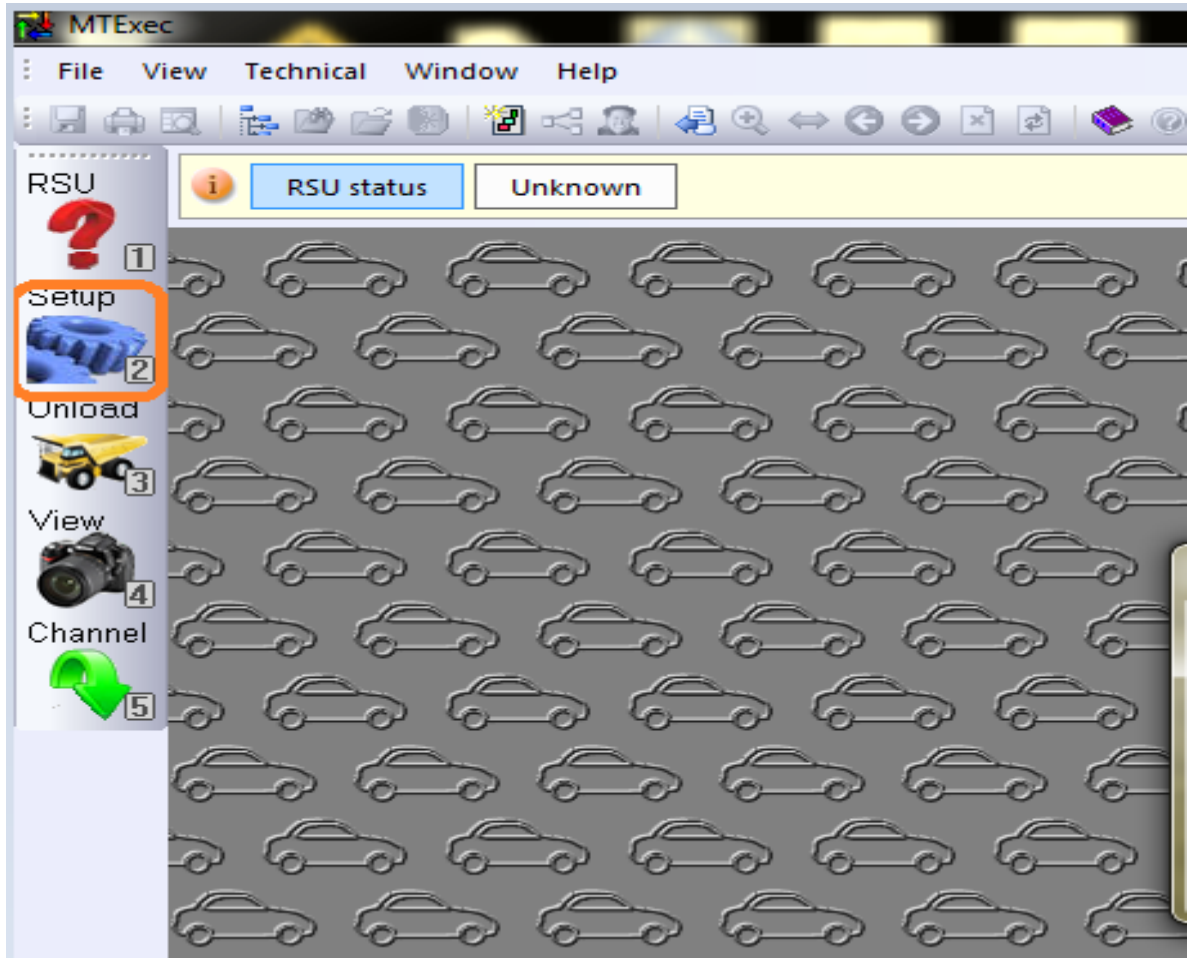 MTExec
File View Technical Window Help
RSU
1
RSU status Unknown
Setup
2
Unload
3
View
4
Channel
5